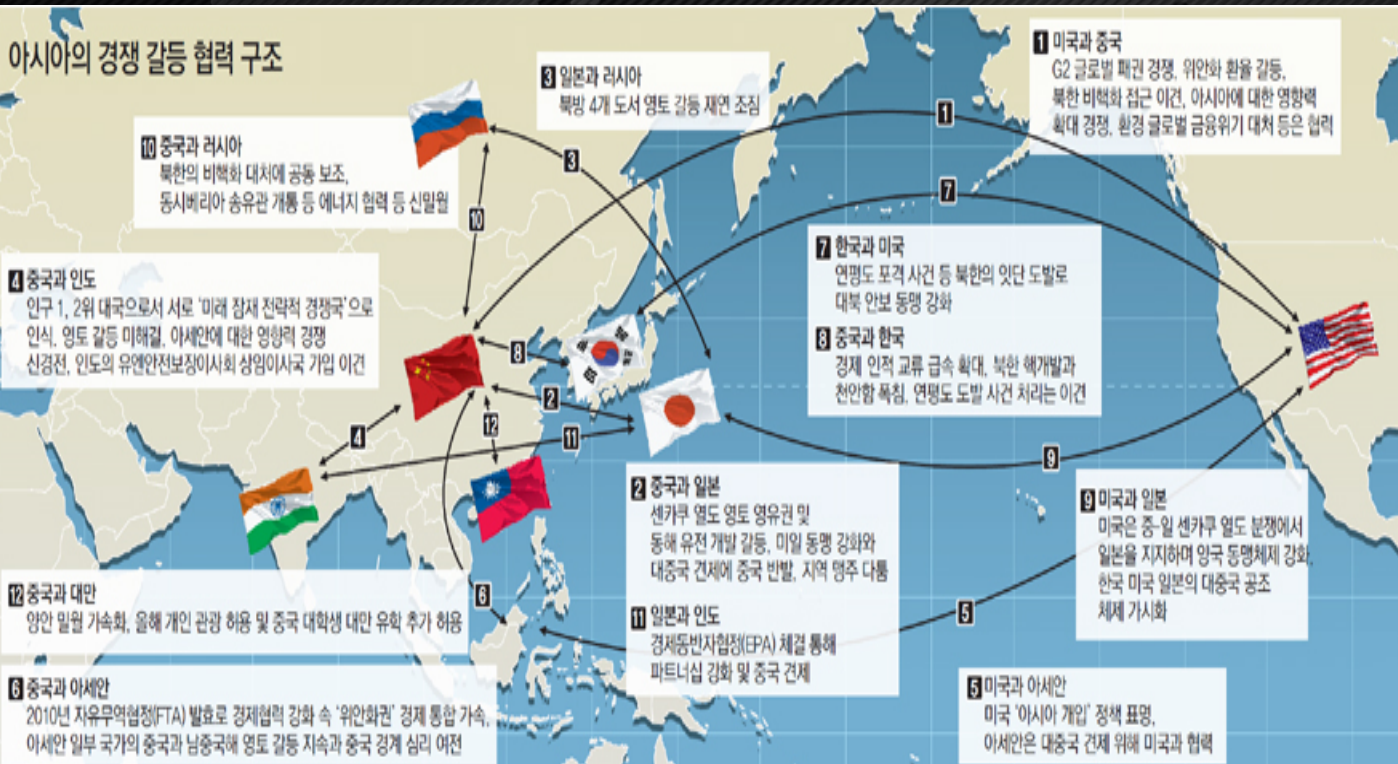 아시아의 경쟁 갈등 협력 구조
1 미국과 중국
G2 글로벌 패권 경쟁, 위안화 환율 갈등,
북한 비핵화 접근 이견, 아시아에 대한 영향력
확대 경쟁, 환경 글로벌 금융위기 대처 등은 협력
3 일본과 러시아
북방 4개 도서 영토 갈등 재연 조짐
10 중국과 러시아
북한의 비핵화 대처에 공동 보조,
동시베리아 송유관 개통 등 에너지 협력 등 신밀월
4 중국과 인도
인구 1, 2위 대국으로서 서로 '미래 잠재 전략적 경쟁국'으로
인식, 영토 갈등 미해결, 아세안에 대한 영향력 경쟁
신경전, 인도의 유엔안전보장이사회 상임이사국 가입 이견
7 한국과 미국
연평도 포격 사건 등 북한의 잇단 도발로
대북 안보 동맹 강화
8 중국과 한국
경제 인적 교류 급속 확대, 북한 핵개발과
천안함 폭침, 연평도 도발 사건 처리는 이견
2 중국과 일본
센카쿠 열도 영토 영유권 및
동해 유전 개발 갈등, 미일 동맹 강화와
대중국 견제에 중국 반발, 지역 맹주 다툼
11 일본과 인도
경제동반자협정(EPA) 체결 통해
파트너십 강화 및 중국 견제
9 미국과 일본
미국은 중-일 센카쿠 열도 분쟁에서
일본을 지지하며 양국 동맹체제 강화,
한국 미국 일본의 대중국 공조
체제 가시화
12 중국과 대만
양안 밀월 가속화, 올해 개인 관광 허용 및 중국 대학생 대만 유학 추가 허용
6 중국과 아세안
2010년 자유무역협정(FTA) 발효로 경제협력 강화 속 '위안화권' 경제 통합 가속,
아세안 일부 국가의 중국과 남중국해 영토 갈등 지속과 중국 경계 심리 여전
5 미국과 아세안
미국 '아시아 개입' 정책 표명,
아세안은 대중국 견제 위해 미국과 협력
1
3
7
10
8
2
12
4
11
9
6
5